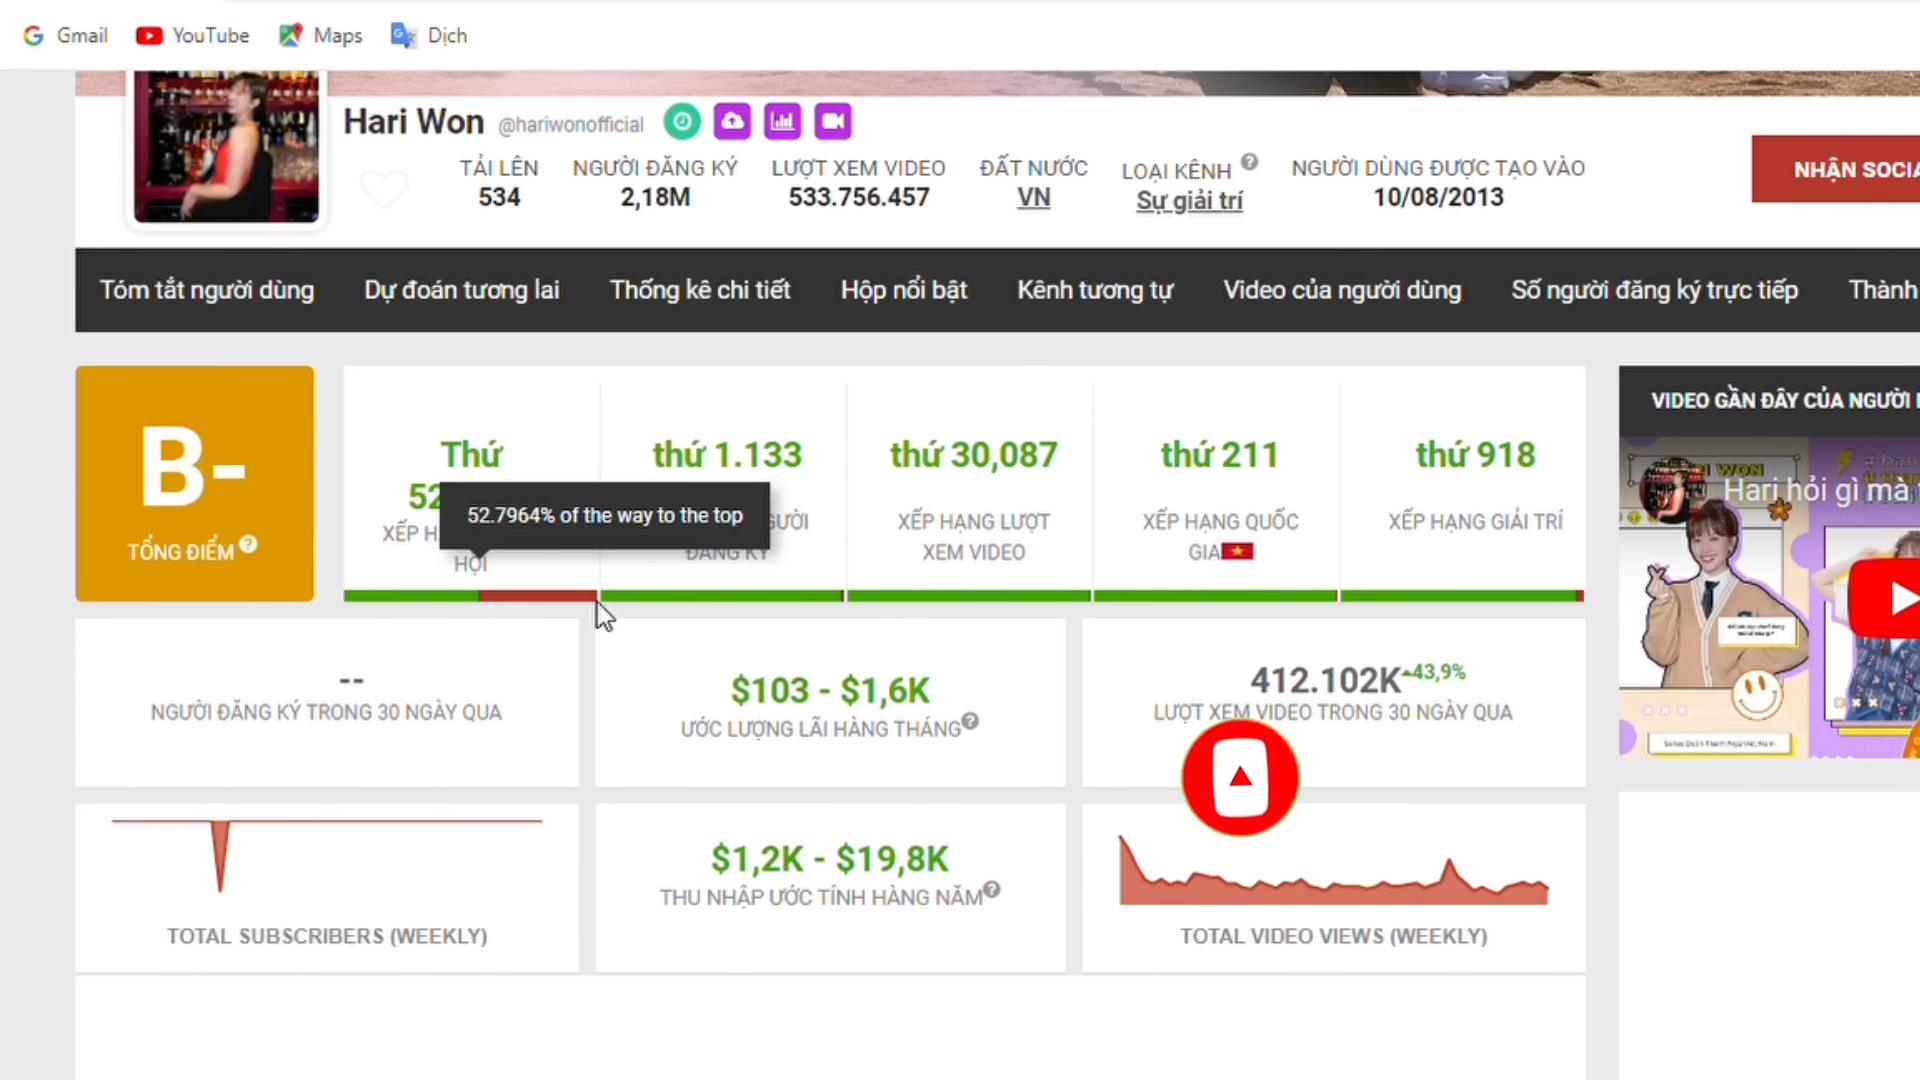 Gmail YouTube Maps Dịch
Hari Won @hariwonofficial
TẢI LÊN NGƯỜI ĐĂNG KÝ LƯỢT XEM VIDEO ĐẤT NƯỚC LOẠI KÊNH NGƯỜI DÙNG ĐƯỢC TẠO VÀO
534 2,18M 533.756.457 VN Sự giải trí 10/08/2013
NHẬN SOCIA
Tóm tắt người dùng Dự đoán tương lai Thống kê chi tiết Hộp nổi bật Kênh tương tự Video của người dùng Số người đăng ký trực tiếp Thành
B-
TỔNG ĐIỂM
Thứ
52
XẾP H
HỘI
52.7964% of the way to the top
thứ 1.133
GƯỜI
ĐĂNG KÝ
thứ 30,087
XẾP HẠNG LƯỢT
XEM VIDEO
thứ 211
XẾP HẠNG QUỐC
GIA
thứ 918
XẾP HẠNG GIẢI TRÍ
VIDEO GẦN ĐÂY CỦA NGƯỜI
WON
Hari hỏi gì mà
--
NGƯỜI ĐĂNG KÝ TRONG 30 NGÀY QUA
$103 - $1,6K
ƯỚC LƯỢNG LÃI HÀNG THÁNG
412.102K 43,9%
LƯỢT XEM VIDEO TRONG 30 NGÀY QUA
TOTAL SUBSCRIBERS (WEEKLY)
$1,2K - $19,8K
THU NHẬP ƯỚC TÍNH HÀNG NĂM
TOTAL VIDEO VIEWS (WEEKLY)